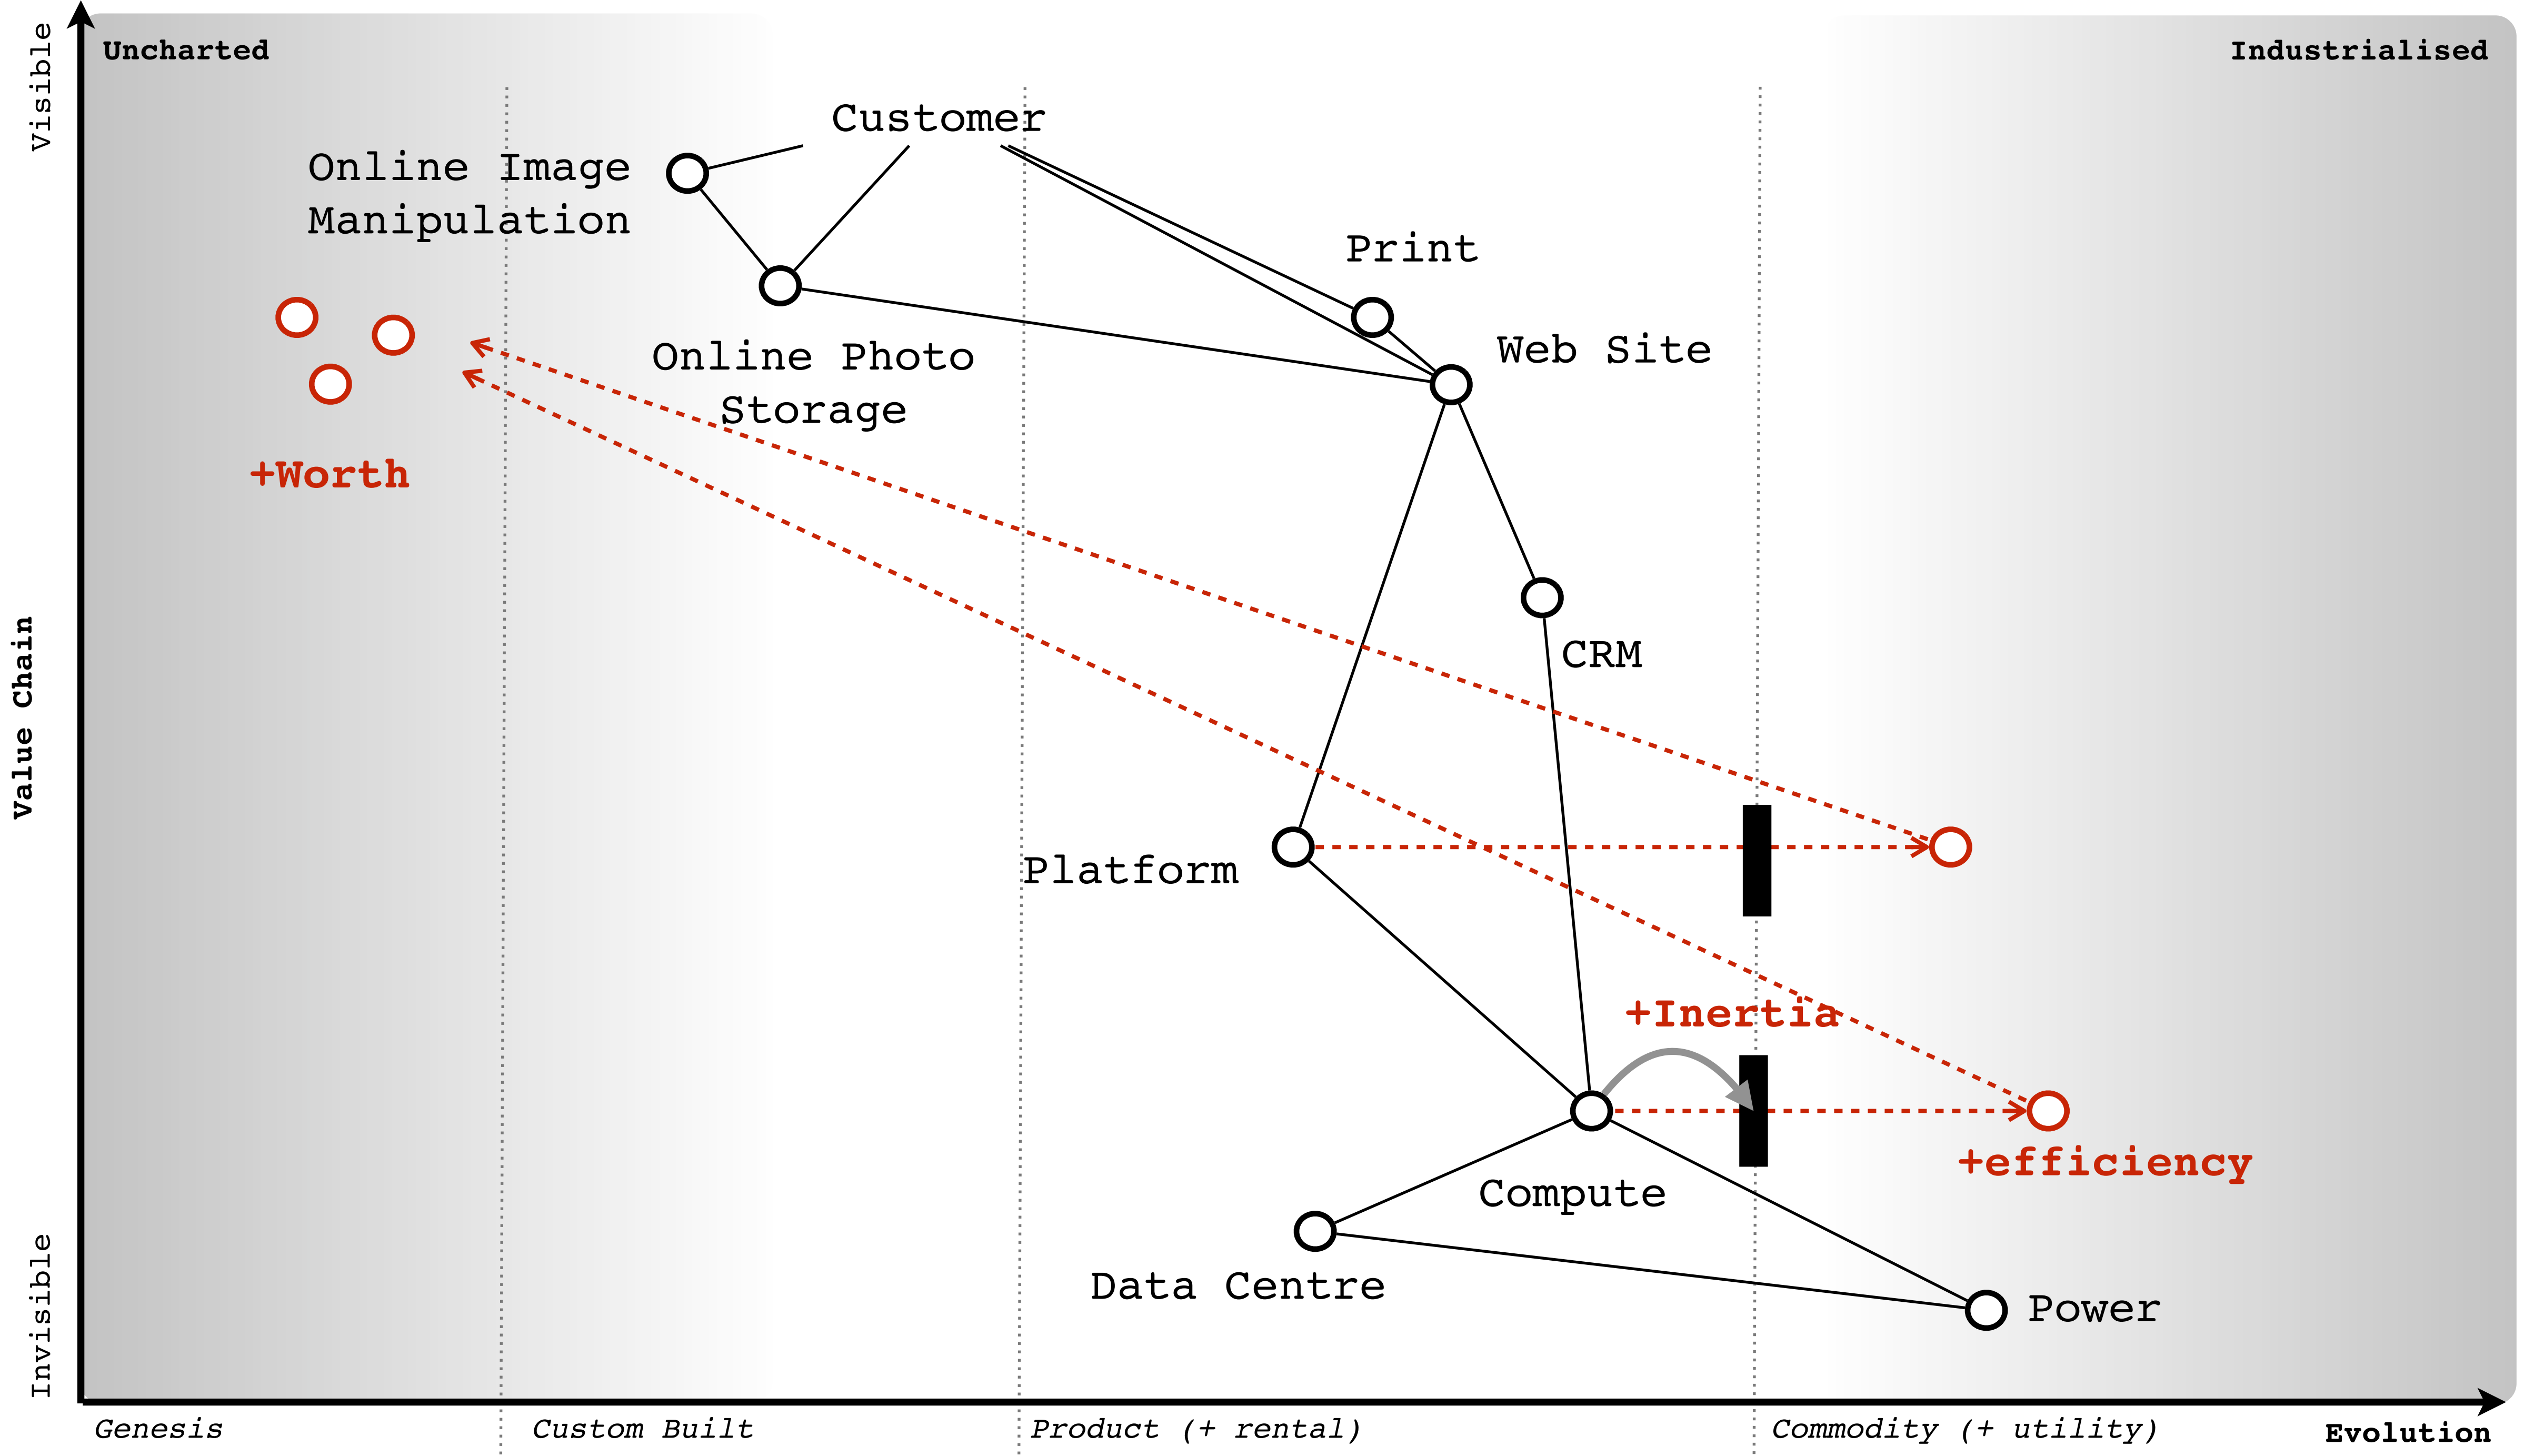 Uncharted
Industrialised
Visible
Customer
Online Image
Manipulation
Print
Web Site
Online Photo
Storage
+Worth
CRM
Value Chain
Platform
+Inertia
+efficiency
Compute
Data Centre
Power
Invisible
Genesis
Custom Built
Product (+ rental)
Commodity (+ utility)
Evolution